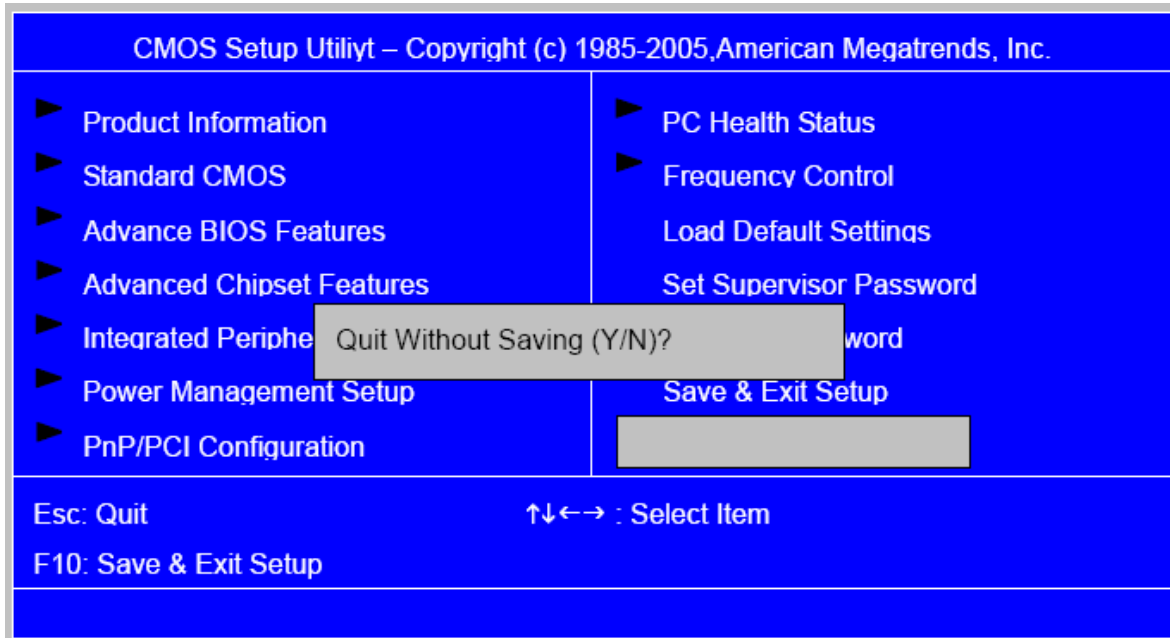 CMOS Setup Utiliyt – Copyright (c) 1985-2005,American Megatrends, Inc.
Product Information
Standard CMOS
Advance BIOS Features
Advanced Chipset Features
Integrated Periphe
Power Management Setup
PnP/PCI Configuration
PC Health Status
Frequency Control
Load Default Settings
Set Supervisor Password
word
Save & Exit Setup
Quit Without Saving (Y/N)?
Esc: Quit
↑↓←→ : Select Item
F10: Save & Exit Setup